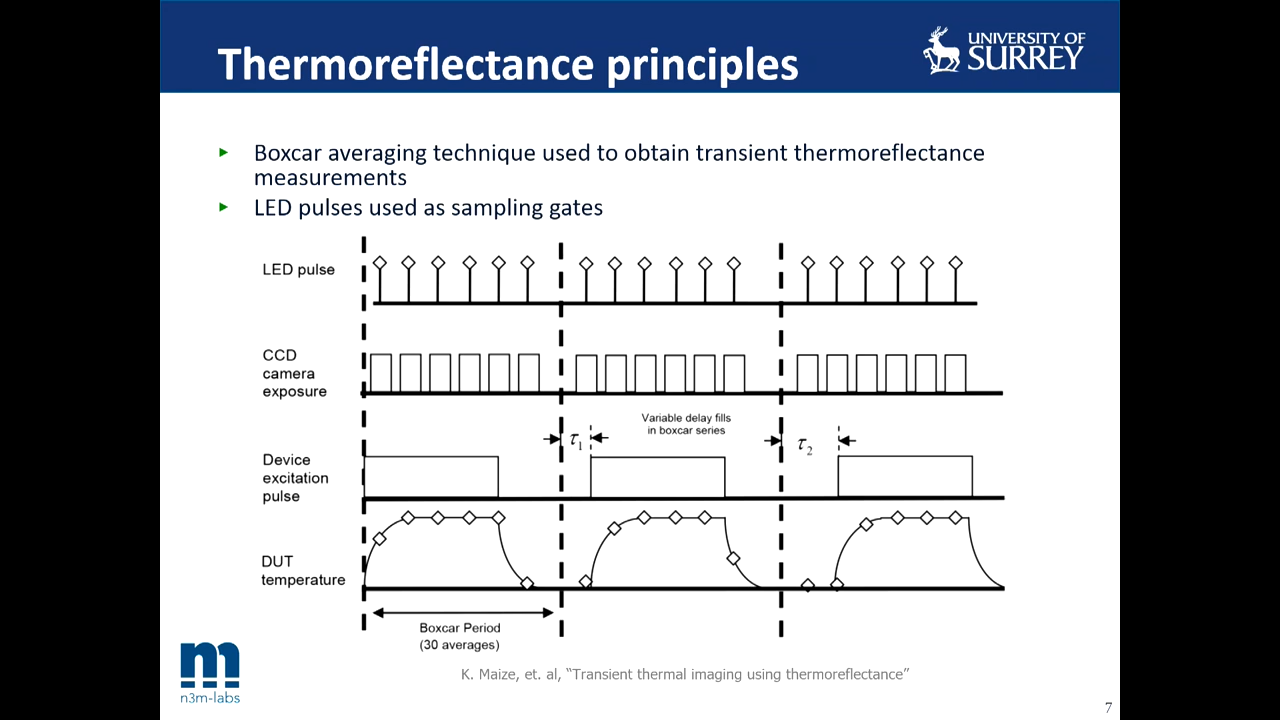 Thermoreflectance principles
UNIVERSITY OF
SURREY
Boxcar averaging technique used to obtain transient thermoreflectance
measurements
LED pulses used as sampling gates
LED pulse
CCD
camera
exposure
Variable delay fills
in boxcar series
τ1
τ2
Device
excitation
pulse
DUT
temperature
Boxcar Period
(30 averages)
K. Maize, et. al, “Transient thermal imaging using thermoreflectance”
m
n3m-labs
7